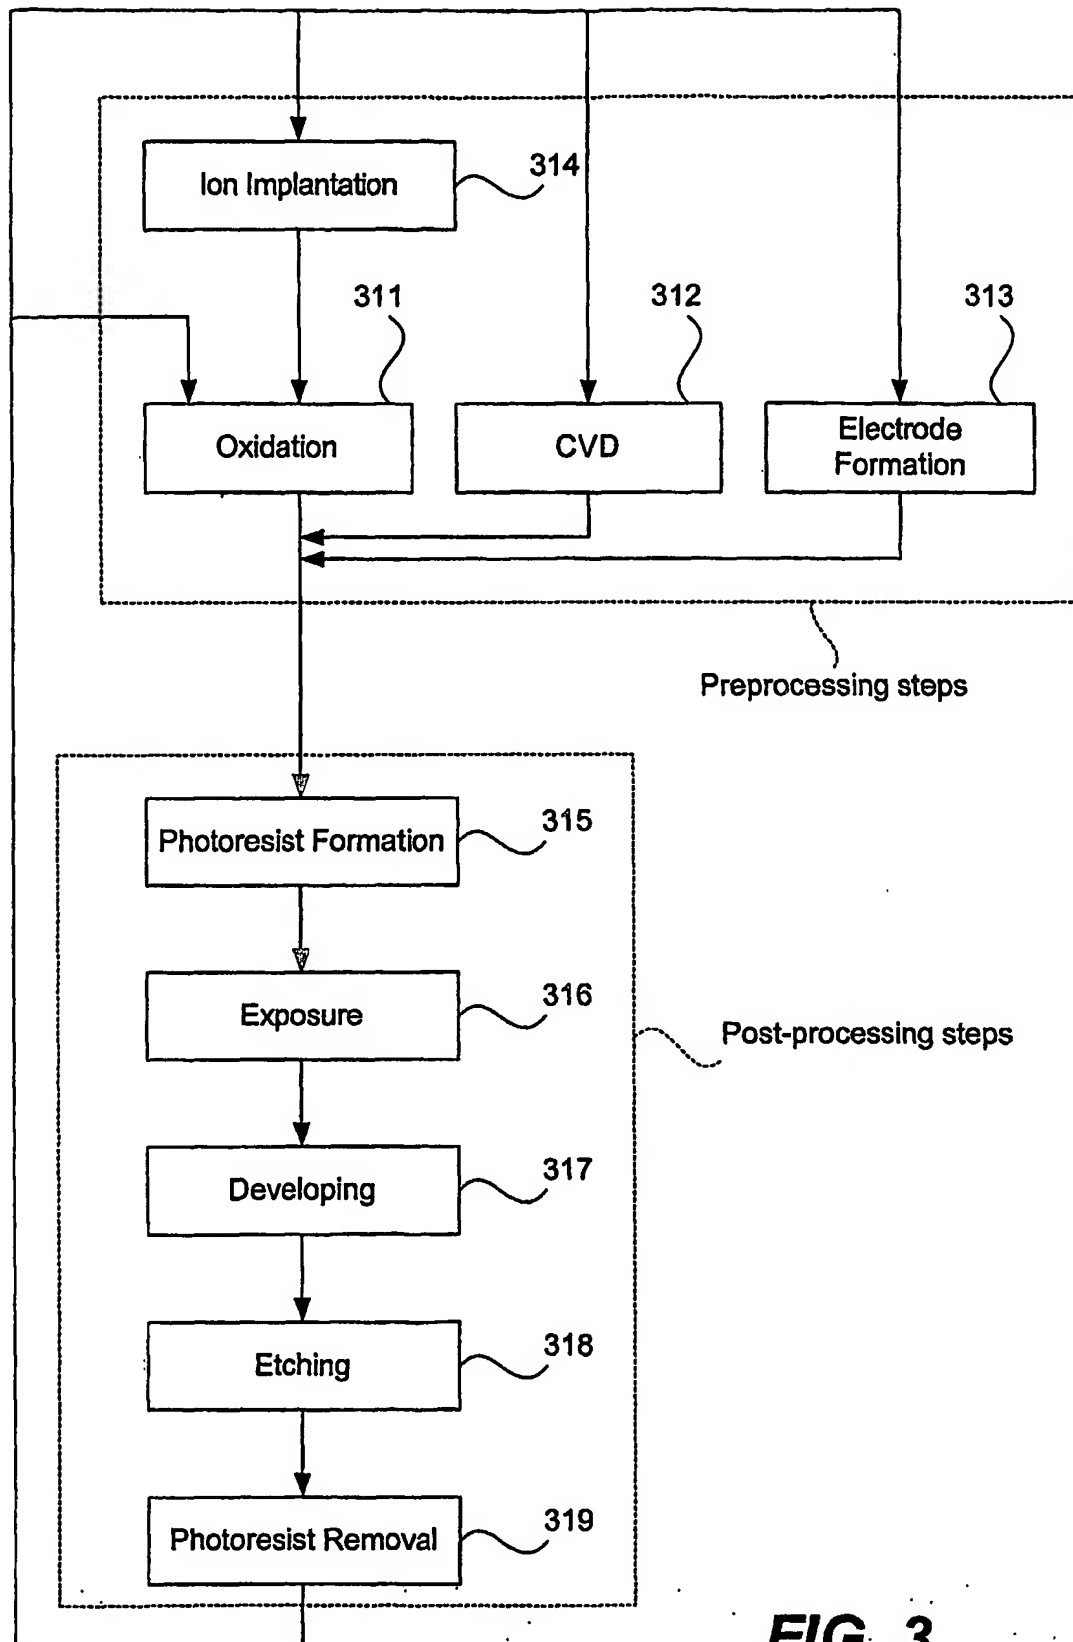 314
Ion Implantation
311
312
313
Oxidation
CVD
Electrode
Formation
Preprocessing steps
315
Photoresist Formation
316
Exposure
Post-processing steps
317
Developing
318
Etching
319
Photoresist Removal
FIG. 3